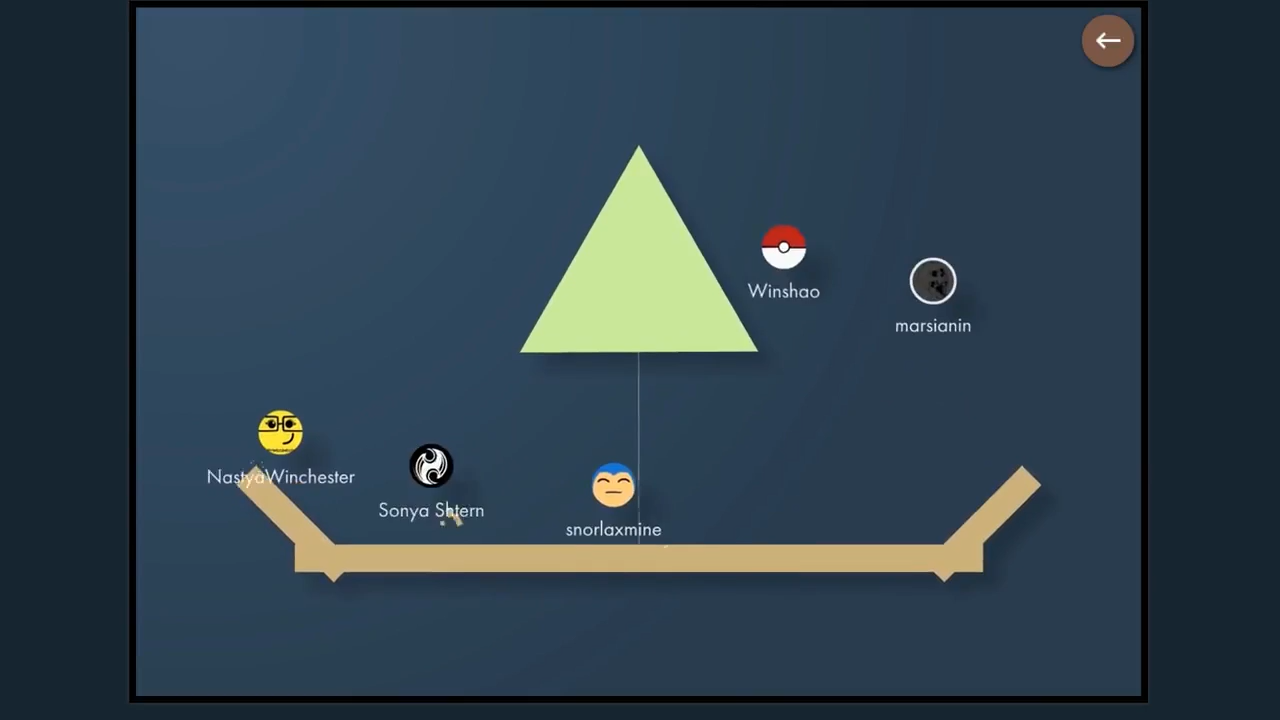 Winshao
marsianin
NastyaWinchester
Sonya Shtern
snorlaxmine